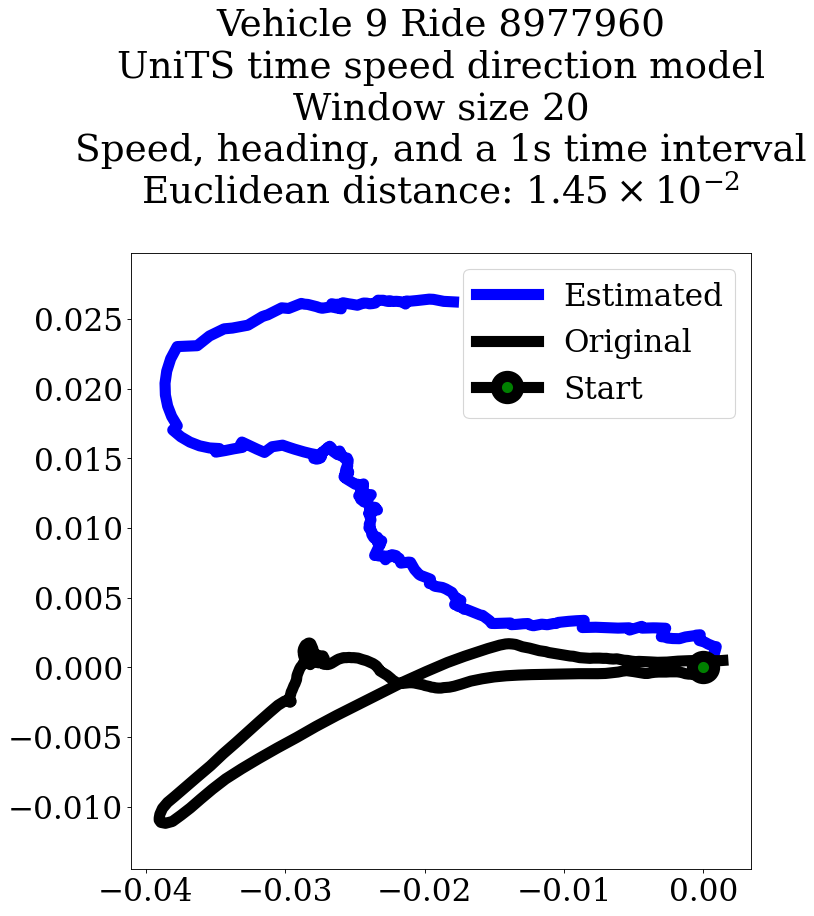 Vehicle 9 Ride 8977960
UniTS time speed direction model
Window size 20
Speed, heading, and a 1s time interval
Euclidean distance: 1.45 × 10⁻²
Estimated
Original
Start
0.025
0.020
0.015
0.010
0.005
0.000
−0.005
−0.010
−0.04 −0.03 −0.02 −0.01 0.00